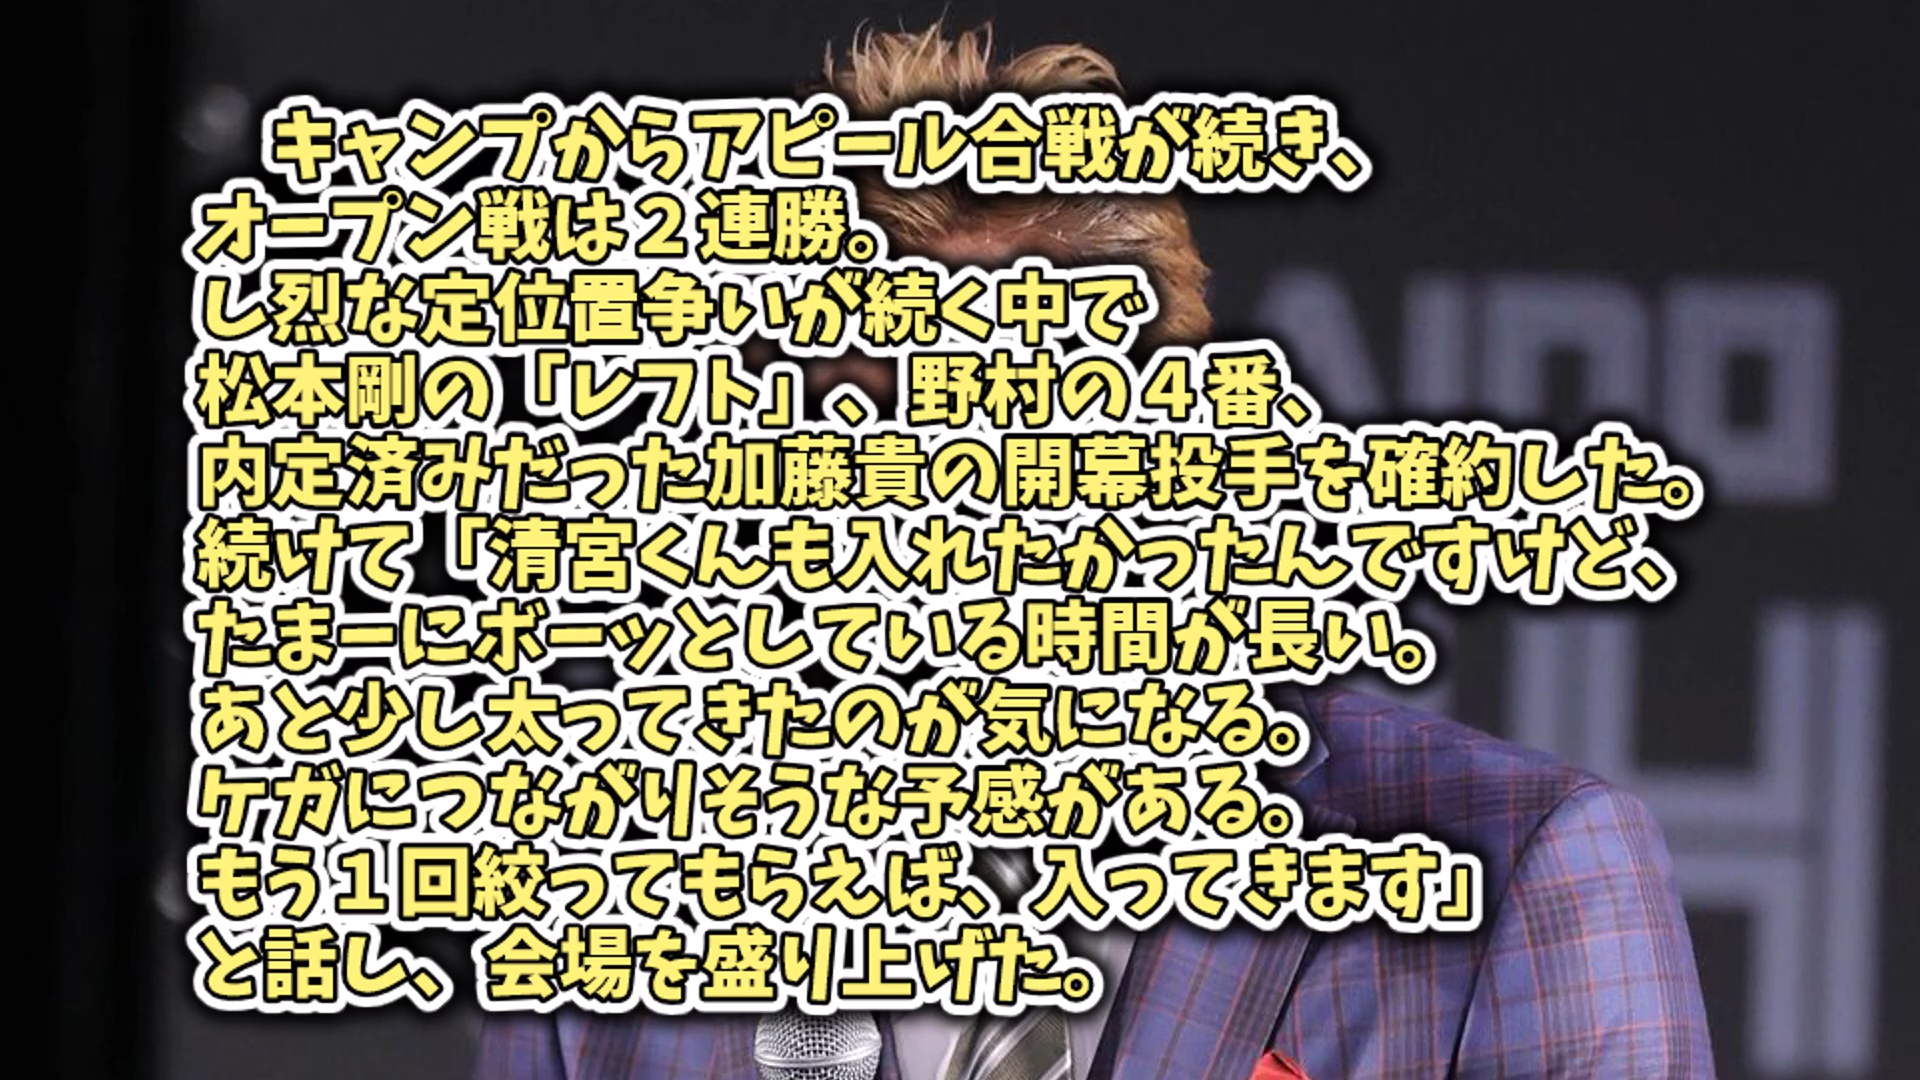 キャンプからアピール合戦が続き、
オープン戦は２連勝。
し烈な定位置争いが続く中で
松本剛の「レフト」、野村の４番、
内定済みだった加藤貴の開幕投手を確約した。
続けて「清宮くんも入れたかったんですけど、
たまーにボーッとしている時間が長い。
あと少し太ってきたのが気になる。
ケガにつながりそうな予感がある。
もう１回絞ってもらえば、入ってきます」
と話し、会場を盛り上げた。